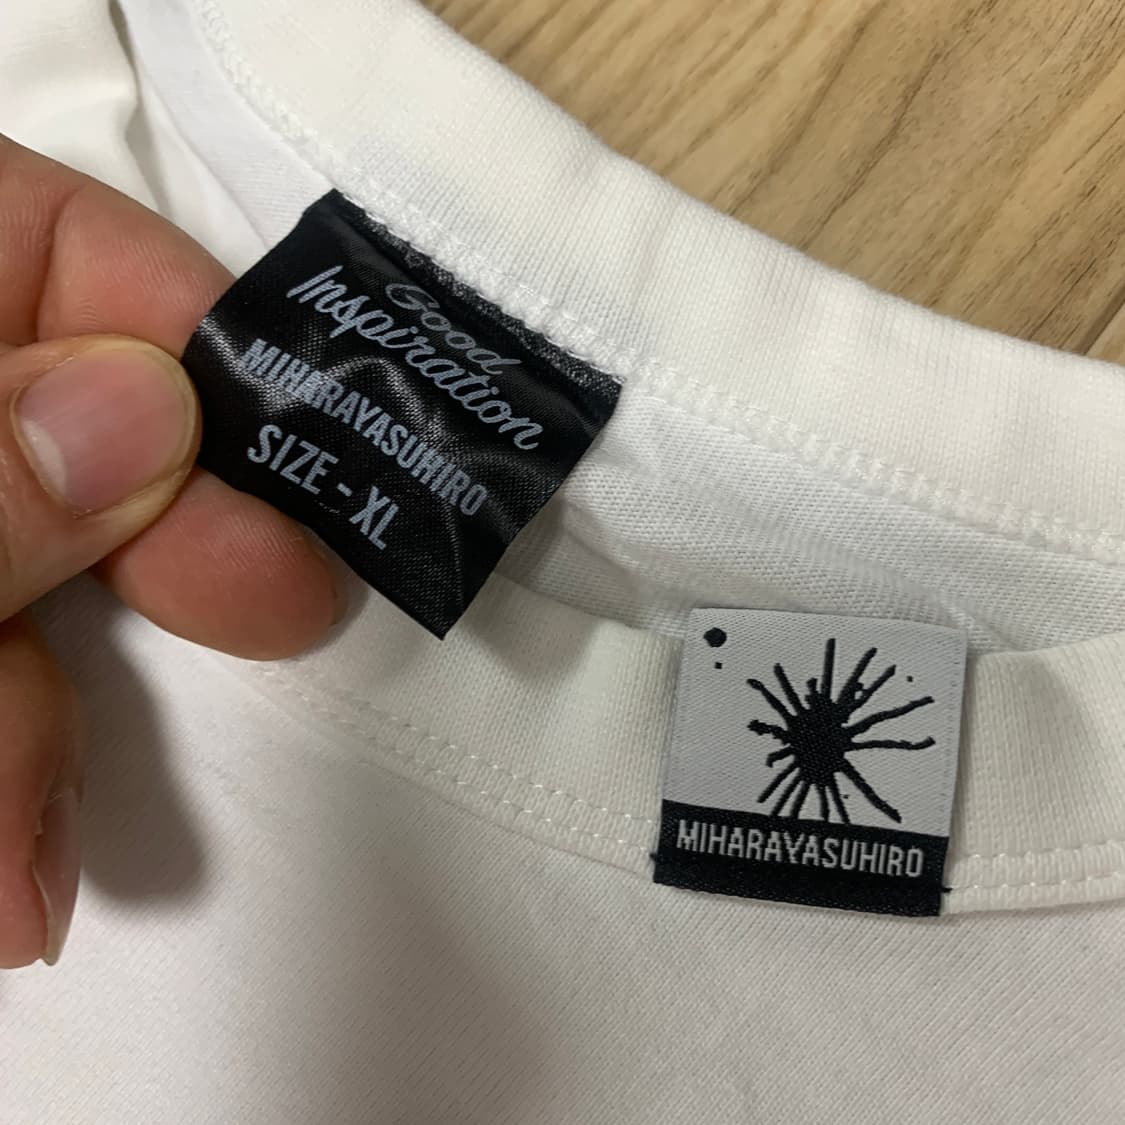 Good
Inspiration
MIHARAYASUHIRO
SIZE - XL
MIHARAYASUHIRO